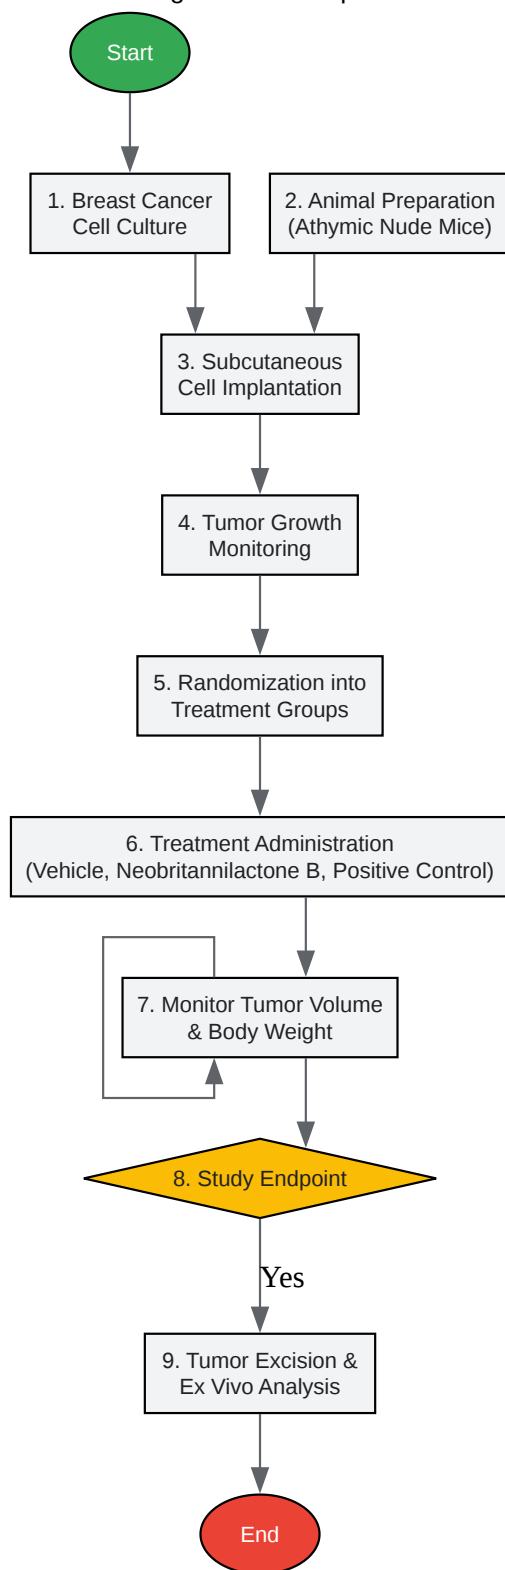 Start
1. Breast Cancer
Cell Culture
2. Animal Preparation
(Athymic Nude Mice)
3. Subcutaneous
Cell Implantation
4. Tumor Growth
Monitoring
5. Randomization into
Treatment Groups
6. Treatment Administration
(Vehicle, Neobritannilactone B, Positive Control)
7. Monitor Tumor Volume
& Body Weight
8. Study Endpoint
Yes
9. Tumor Excision &
Ex Vivo Analysis
End